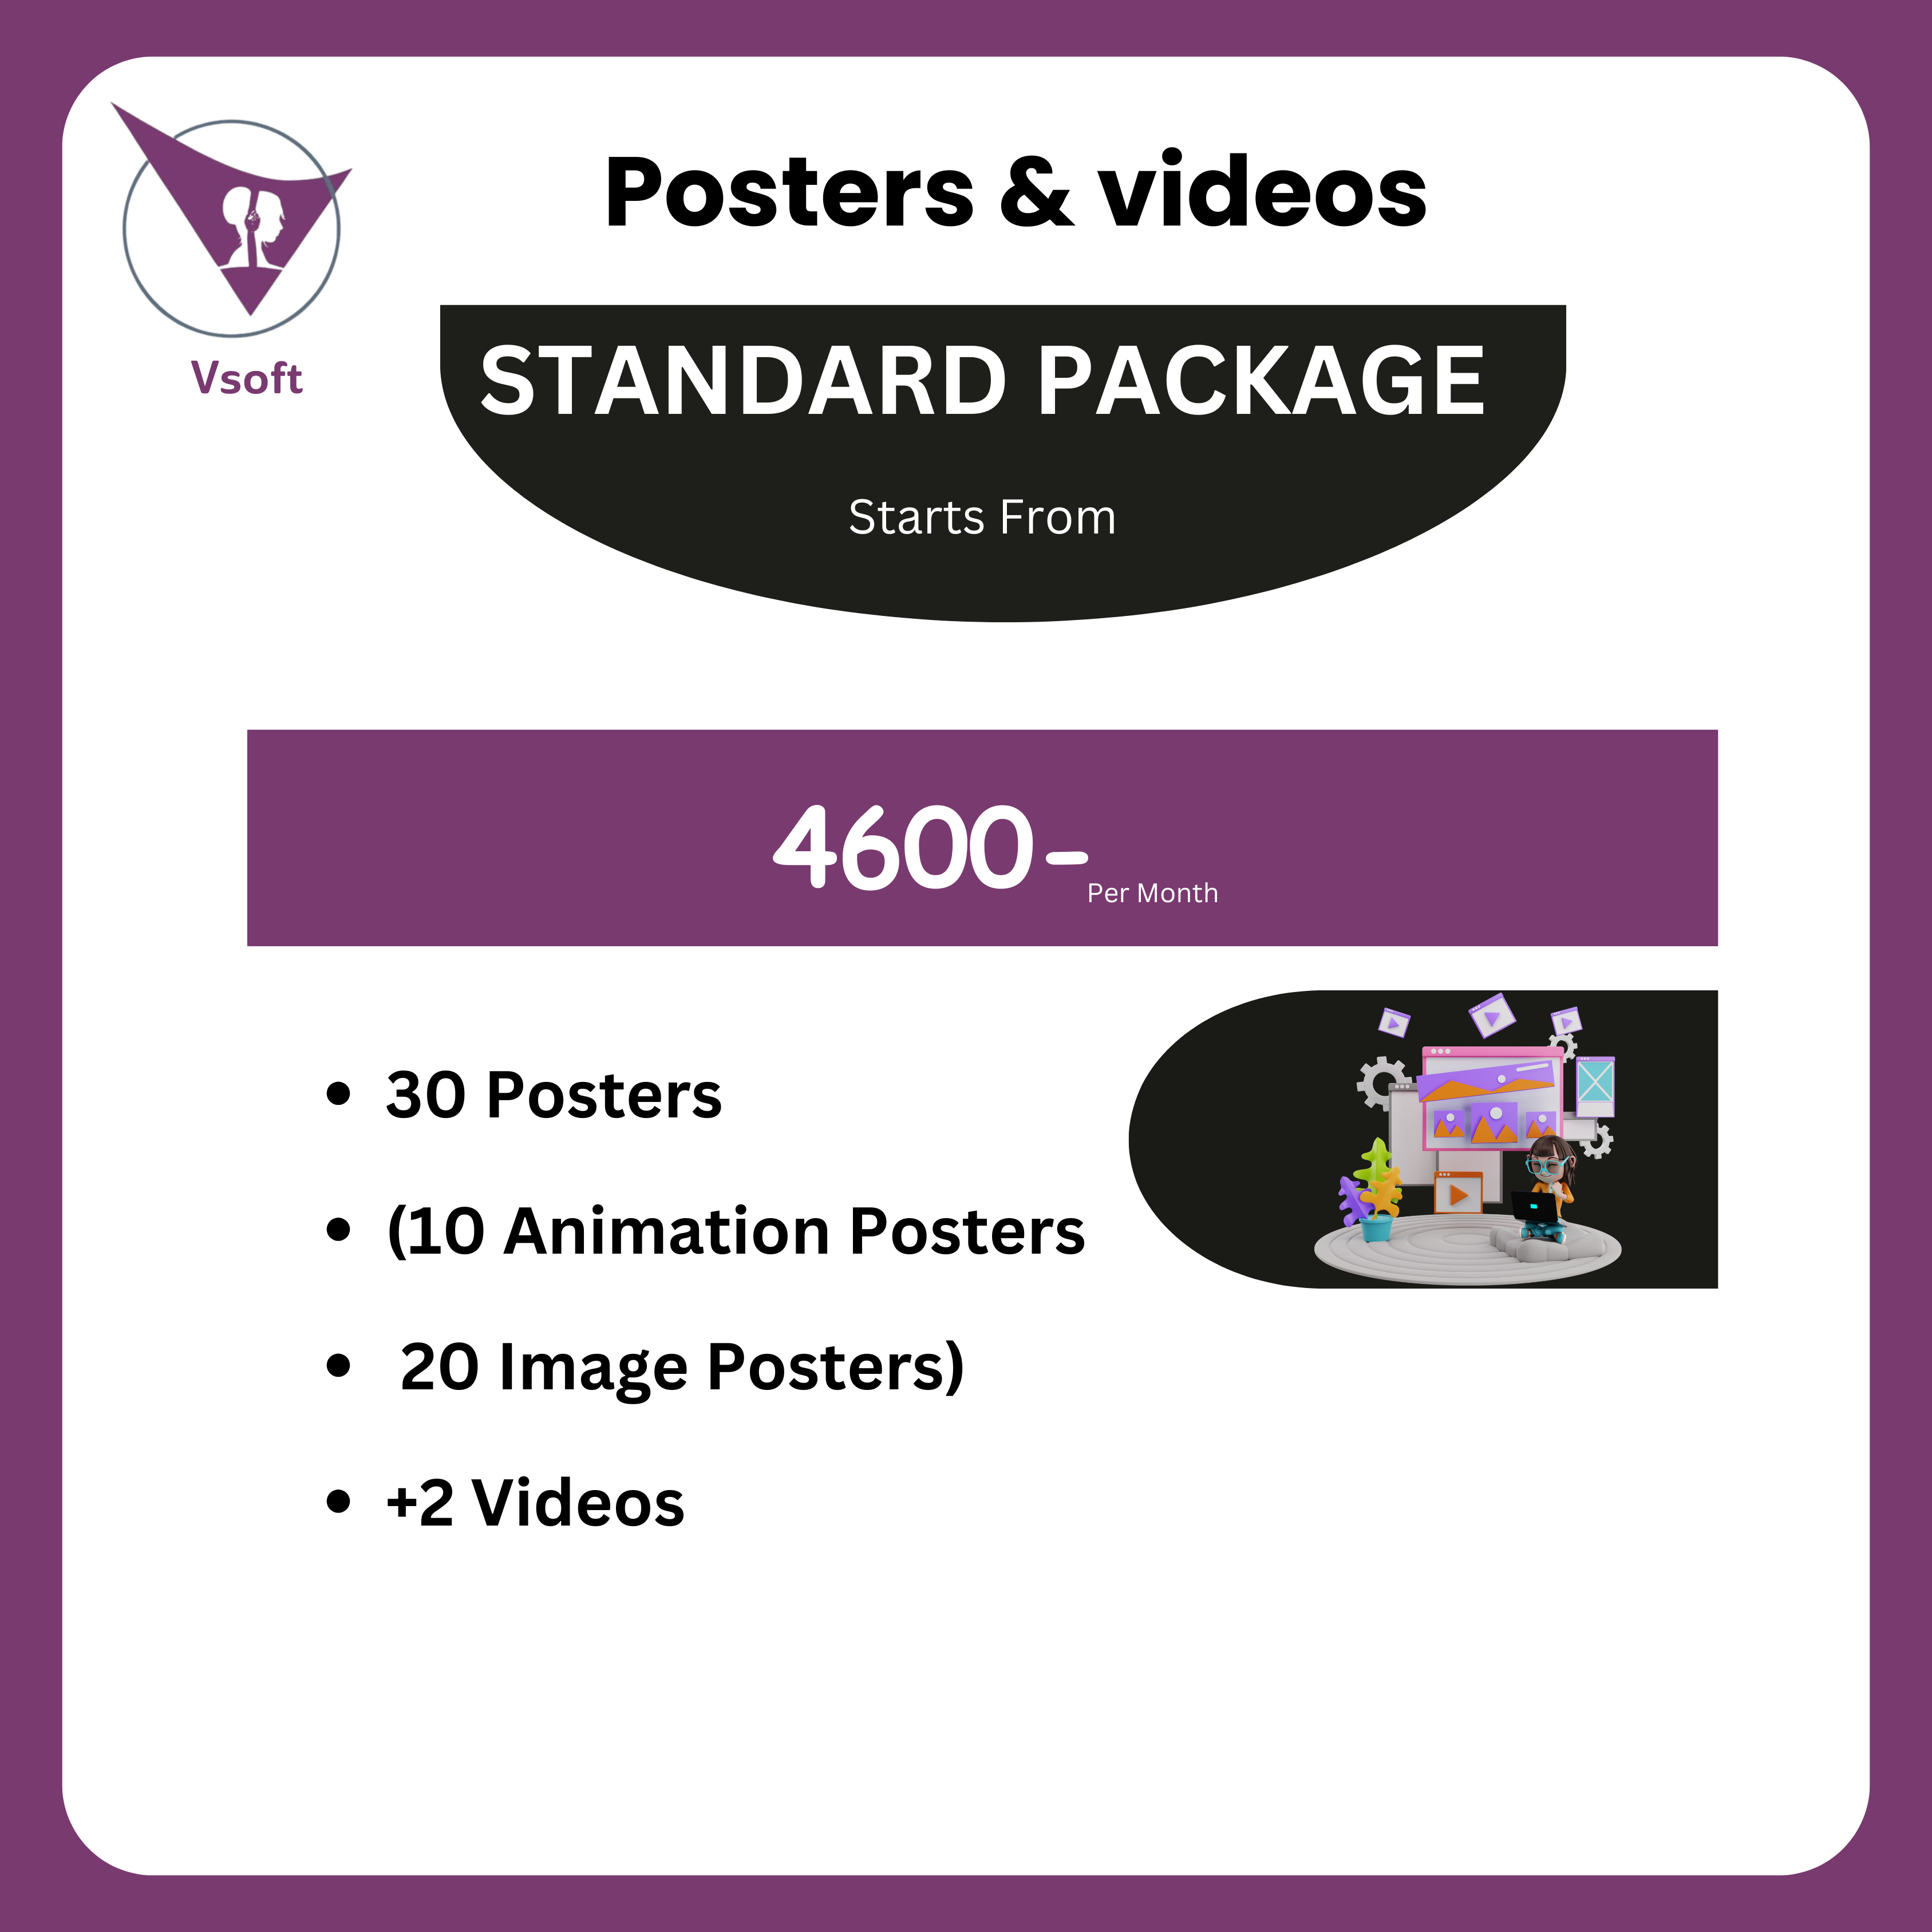 Posters & videos
Vsoft
STANDARD PACKAGE
Starts From
4600-
Per Month
• 30 Posters
• (10 Animation Posters
• 20 Image Posters)
• +2 Videos